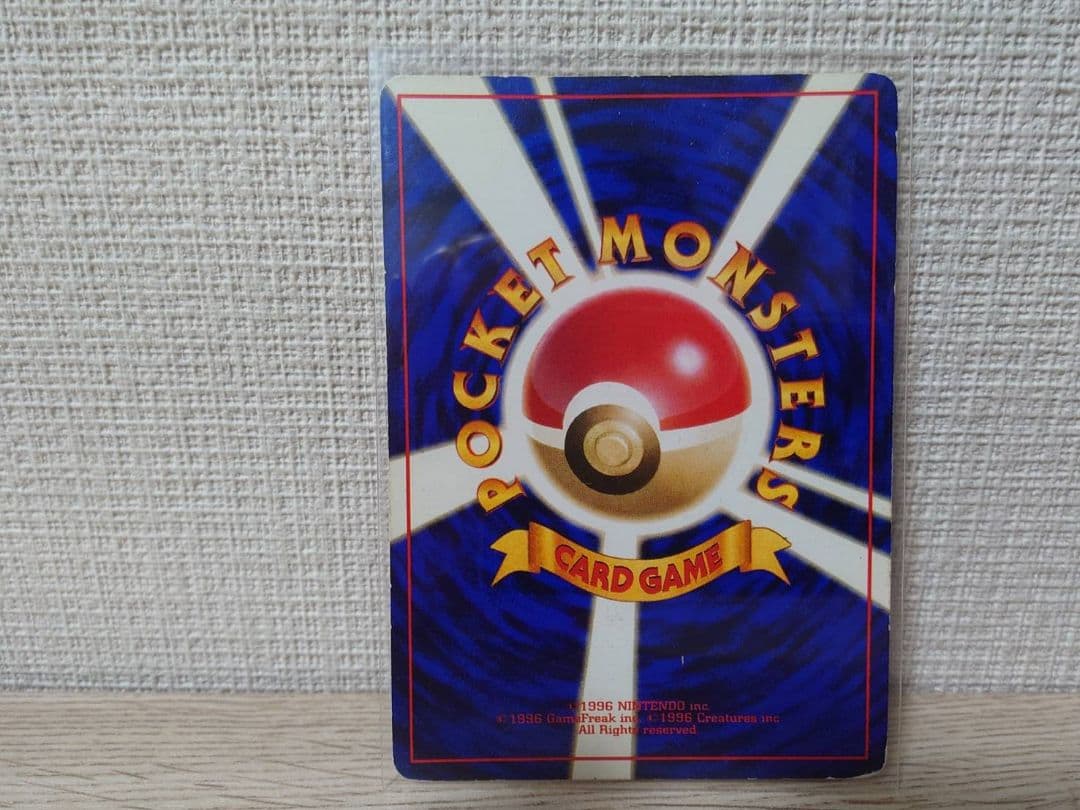 POCKET MONSTERS
CARD GAME
©1996 NINTENDO inc.
©1996 GameFreak inc. ©1996 Creatures inc.
All Rights reserved.